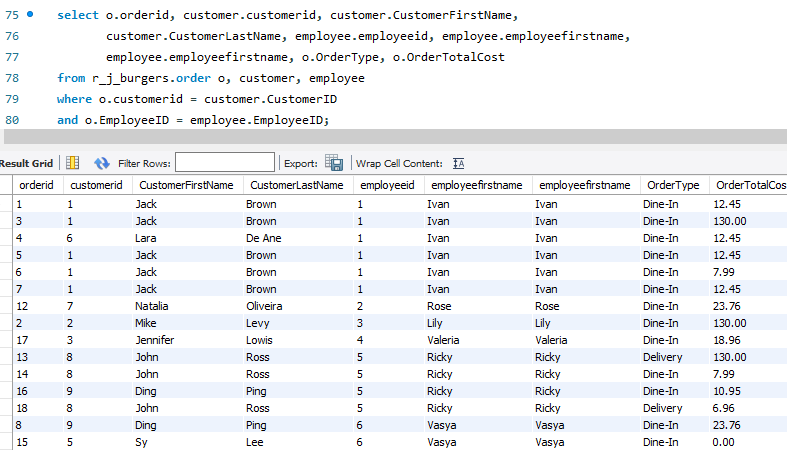 75 select o.orderid, customer.customerid, customer.CustomerFirstName,
76 customer.CustomerLastName, employee.employeeid, employee.employeefirstname,
77 employee.employeefirstname, o.OrderType, o.OrderTotalCost
78 from r_j_burgers.order o, customer, employee
79 where o.customerid = customer.CustomerID
80 and o.EmployeeID = employee.EmployeeID;
Result Grid Filter Rows: Export: Wrap Cell Content:
orderid customerid CustomerFirstName CustomerLastName employeeid employeefirstname employeefirstname OrderType OrderTotalCos
1 1 Jack Brown 1 Ivan Ivan Dine-In 12.45
3 1 Jack Brown 1 Ivan Ivan Dine-In 130.00
4 6 Lara De Ane 1 Ivan Ivan Dine-In 12.45
5 1 Jack Brown 1 Ivan Ivan Dine-In 12.45
6 1 Jack Brown 1 Ivan Ivan Dine-In 7.99
7 1 Jack Brown 1 Ivan Ivan Dine-In 12.45
12 7 Natalia Oliveira 2 Rose Rose Dine-In 23.76
2 2 Mike Levy 3 Lily Lily Dine-In 130.00
17 3 Jennifer Lowis 4 Valeria Valeria Dine-In 18.96
13 8 John Ross 5 Ricky Ricky Delivery 130.00
14 8 John Ross 5 Ricky Ricky Dine-In 7.99
16 9 Ding Ping 5 Ricky Ricky Dine-In 10.95
18 8 John Ross 5 Ricky Ricky Delivery 6.96
8 9 Ding Ping 6 Vasya Vasya Dine-In 23.76
15 5 Sy Lee 6 Vasya Vasya Dine-In 0.00